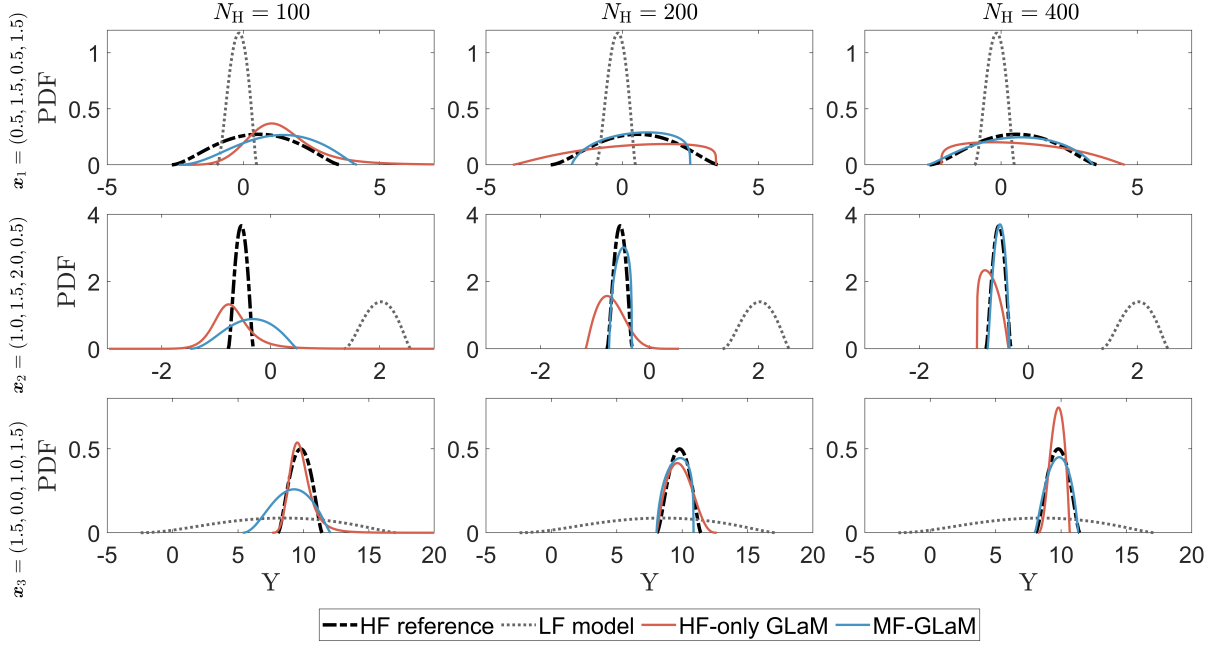 N_H = 100 N_H = 200 N_H = 400
x_1 = (0.5, 1.5, 0.5, 1.5)
PDF
1
0.5
0
-5 0 5
1
0.5
0
-5 0 5
1
0.5
0
-5 0 5
x_2 = (1.0, 1.5, 2.0, 0.5)
PDF
4
2
0
-2 0 2
4
2
0
-2 0 2
4
2
0
-2 0 2
x_3 = (1.5, 0.0, 1.0, 1.5)
PDF
0.5
0
0 5 10 15 20
Y
0.5
0
0 5 10 15 20
Y
0.5
0
0 5 10 15 20
Y
HF reference LF model HF-only GLaM MF-GLaM